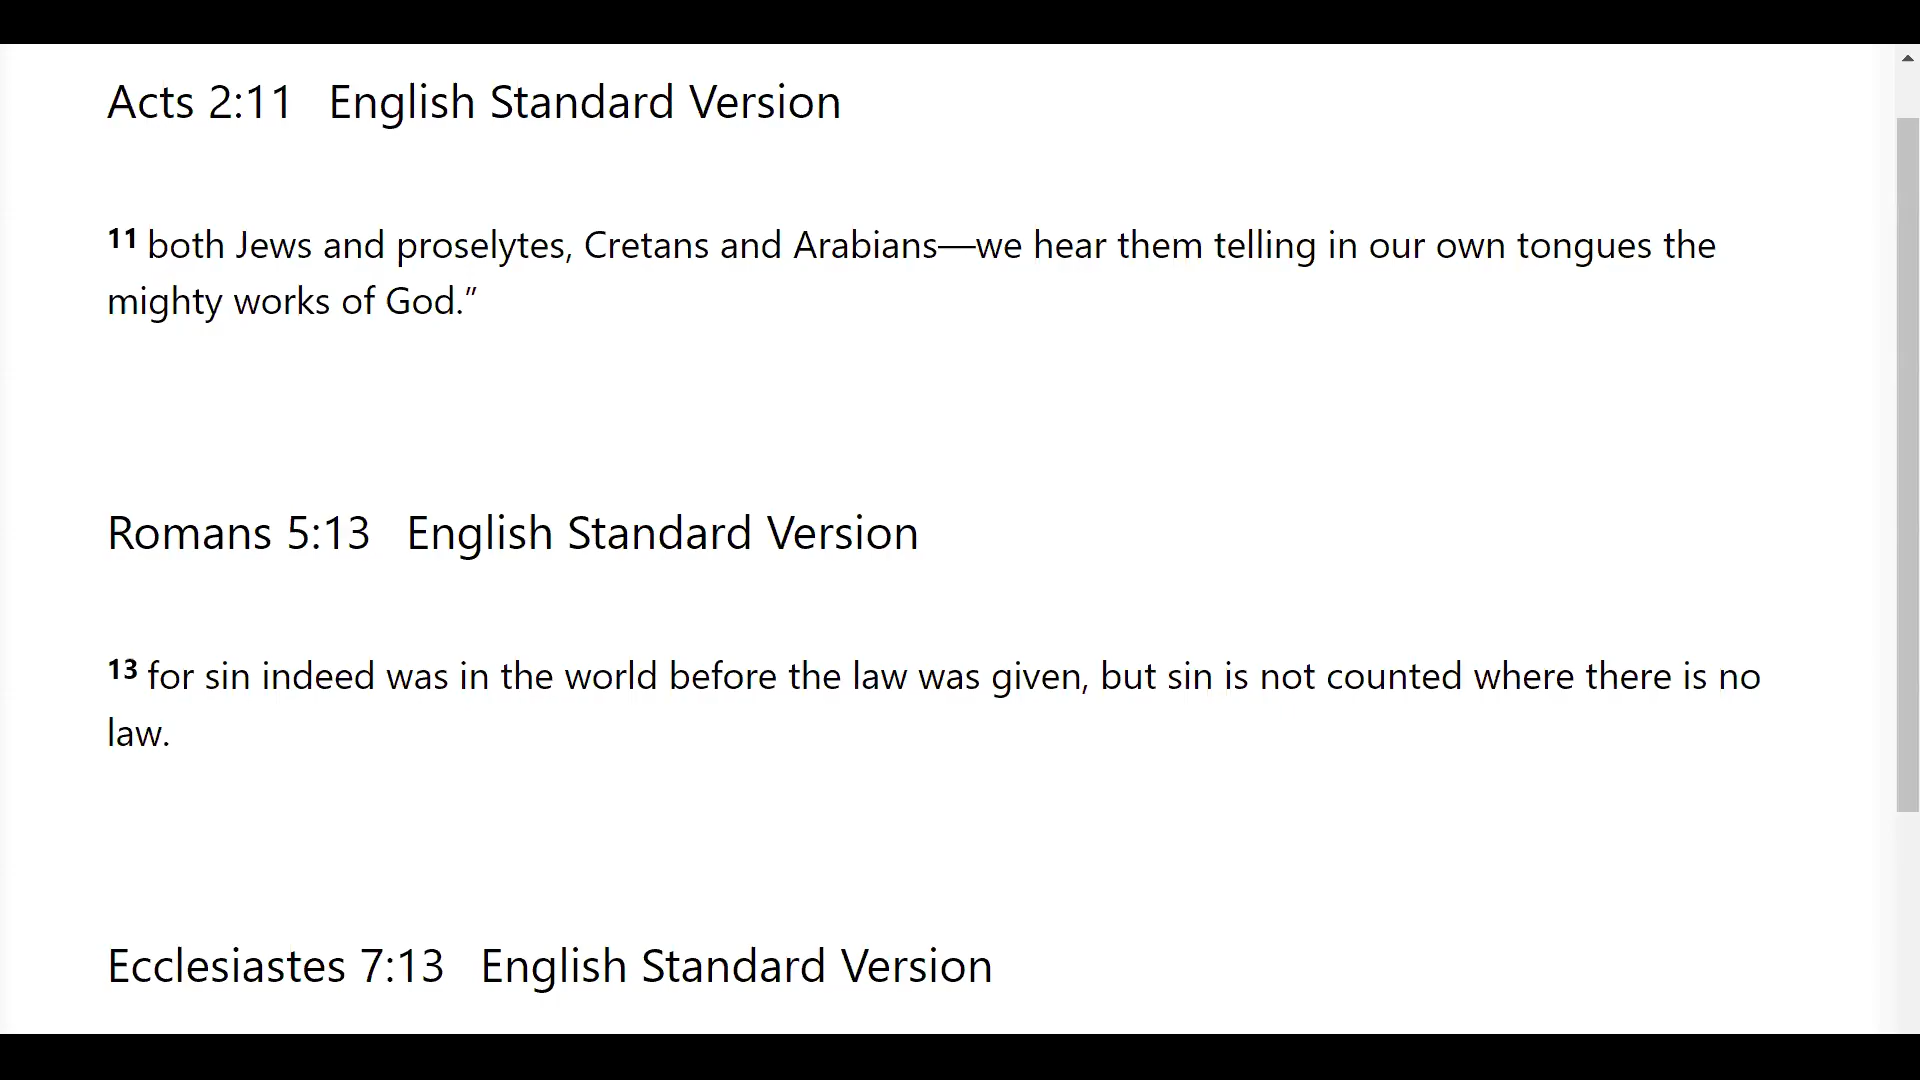 Acts 2:11 English Standard Version
11 both Jews and proselytes, Cretans and Arabians—we hear them telling in our own tongues the
mighty works of God.”
Romans 5:13 English Standard Version
13 for sin indeed was in the world before the law was given, but sin is not counted where there is no
law.
Ecclesiastes 7:13 English Standard Version